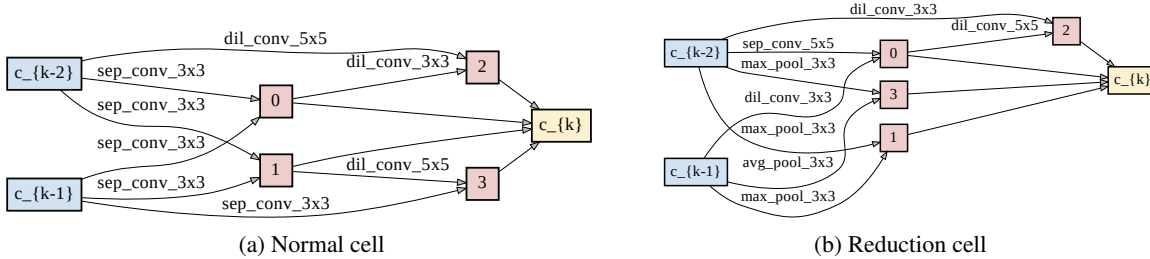 dil_conv_5x5
c_{k-2}
sep_conv_3x3
dil_conv_3x3
2
sep_conv_3x3
0
c_{k}
sep_conv_3x3
1
dil_conv_5x5
c_{k-1}
sep_conv_3x3
3
sep_conv_3x3
(a) Normal cell
dil_conv_3x3
c_{k-2}
sep_conv_5x5
dil_conv_5x5
2
max_pool_3x3
0
c_{k}
dil_conv_3x3
3
max_pool_3x3
1
c_{k-1}
avg_pool_3x3
max_pool_3x3
(b) Reduction cell